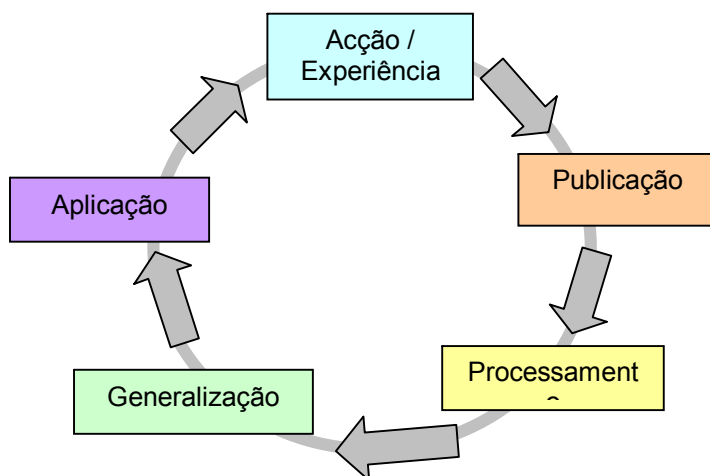 Acção /
Experiência
Publicação
Processament
Generalização
Aplicação